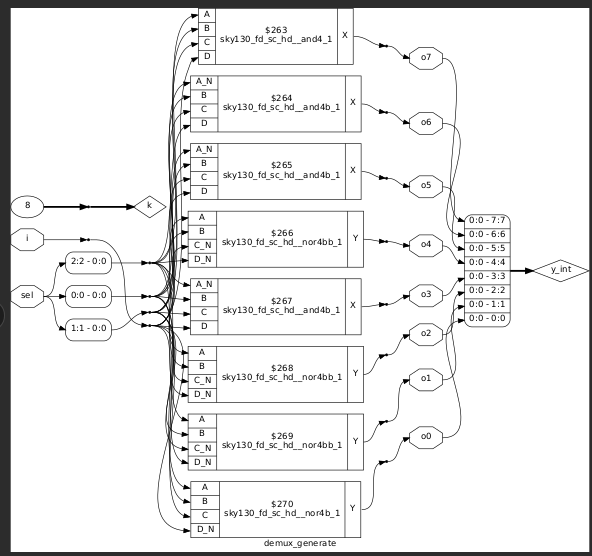 A
B
C
D
$263
sky130_fd_sc_hd__and4_1
X
o7
A_N
B
C
D
$264
sky130_fd_sc_hd__and4b_1
X
o6
A_N
B
C
D
$265
sky130_fd_sc_hd__and4b_1
X
o5
8
k
i
sel
2:2 - 0:0
0:0 - 0:0
1:1 - 0:0
A
B
C_N
D_N
$266
sky130_fd_sc_hd__nor4bb_1
Y
o4
A_N
B
C
D
$267
sky130_fd_sc_hd__and4b_1
X
o3
A
B
C_N
D_N
$268
sky130_fd_sc_hd__nor4bb_1
Y
o2
A
B
C_N
D_N
$269
sky130_fd_sc_hd__nor4bb_1
Y
o1
A
B
C
D_N
$270
sky130_fd_sc_hd__nor4b_1
Y
o0
0:0 - 7:7
0:0 - 6:6
0:0 - 5:5
0:0 - 4:4
0:0 - 3:3
0:0 - 2:2
0:0 - 1:1
0:0 - 0:0
y_int
demux_generate